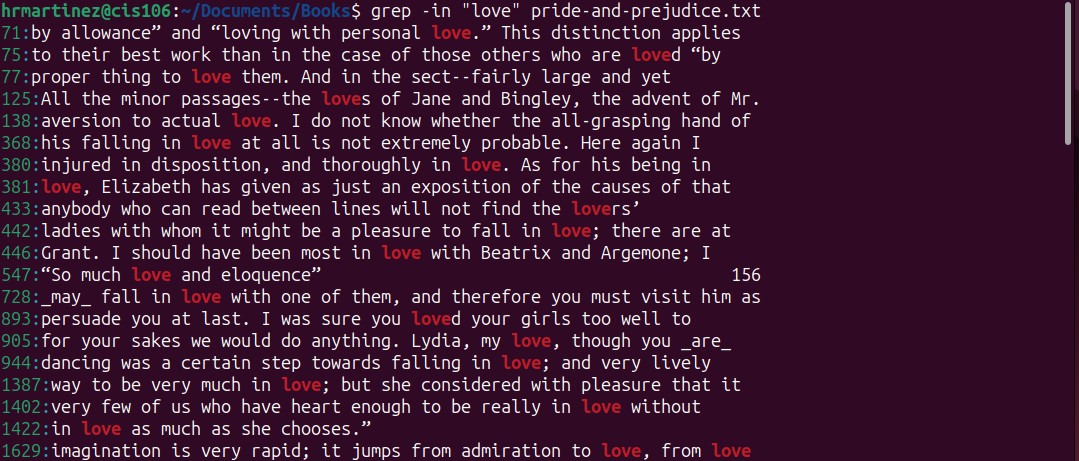 hrmartinez@cis106:~/Documents/Books$ grep -in "love" pride-and-prejudice.txt
71:by allowance” and “loving with personal love.” This distinction applies
75:to their best work than in the case of those others who are loved “by
77:proper thing to love them. And in the sect--fairly large and yet
125:All the minor passages--the loves of Jane and Bingley, the advent of Mr.
138:aversion to actual love. I do not know whether the all-grasping hand of
368:his falling in love at all is not extremely probable. Here again I
380:injured in disposition, and thoroughly in love. As for his being in
381:love, Elizabeth has given as just an exposition of the causes of that
433:anybody who can read between lines will not find the lovers’
442:ladies with whom it might be a pleasure to fall in love; there are at
446:Grant. I should have been most in love with Beatrix and Argemone; I
547:“So much love and eloquence” 156
728:_may_ fall in love with one of them, and therefore you must visit him as
893:persuade you at last. I was sure you loved your girls too well to
905:for your sakes we would do anything. Lydia, my love, though you _are_
944:dancing was a certain step towards falling in love; and very lively
1387:way to be very much in love; but she considered with pleasure that it
1402:very few of us who have heart enough to be really in love without
1422:in love as much as she chooses.”
1629:imagination is very rapid; it jumps from admiration to love, from love